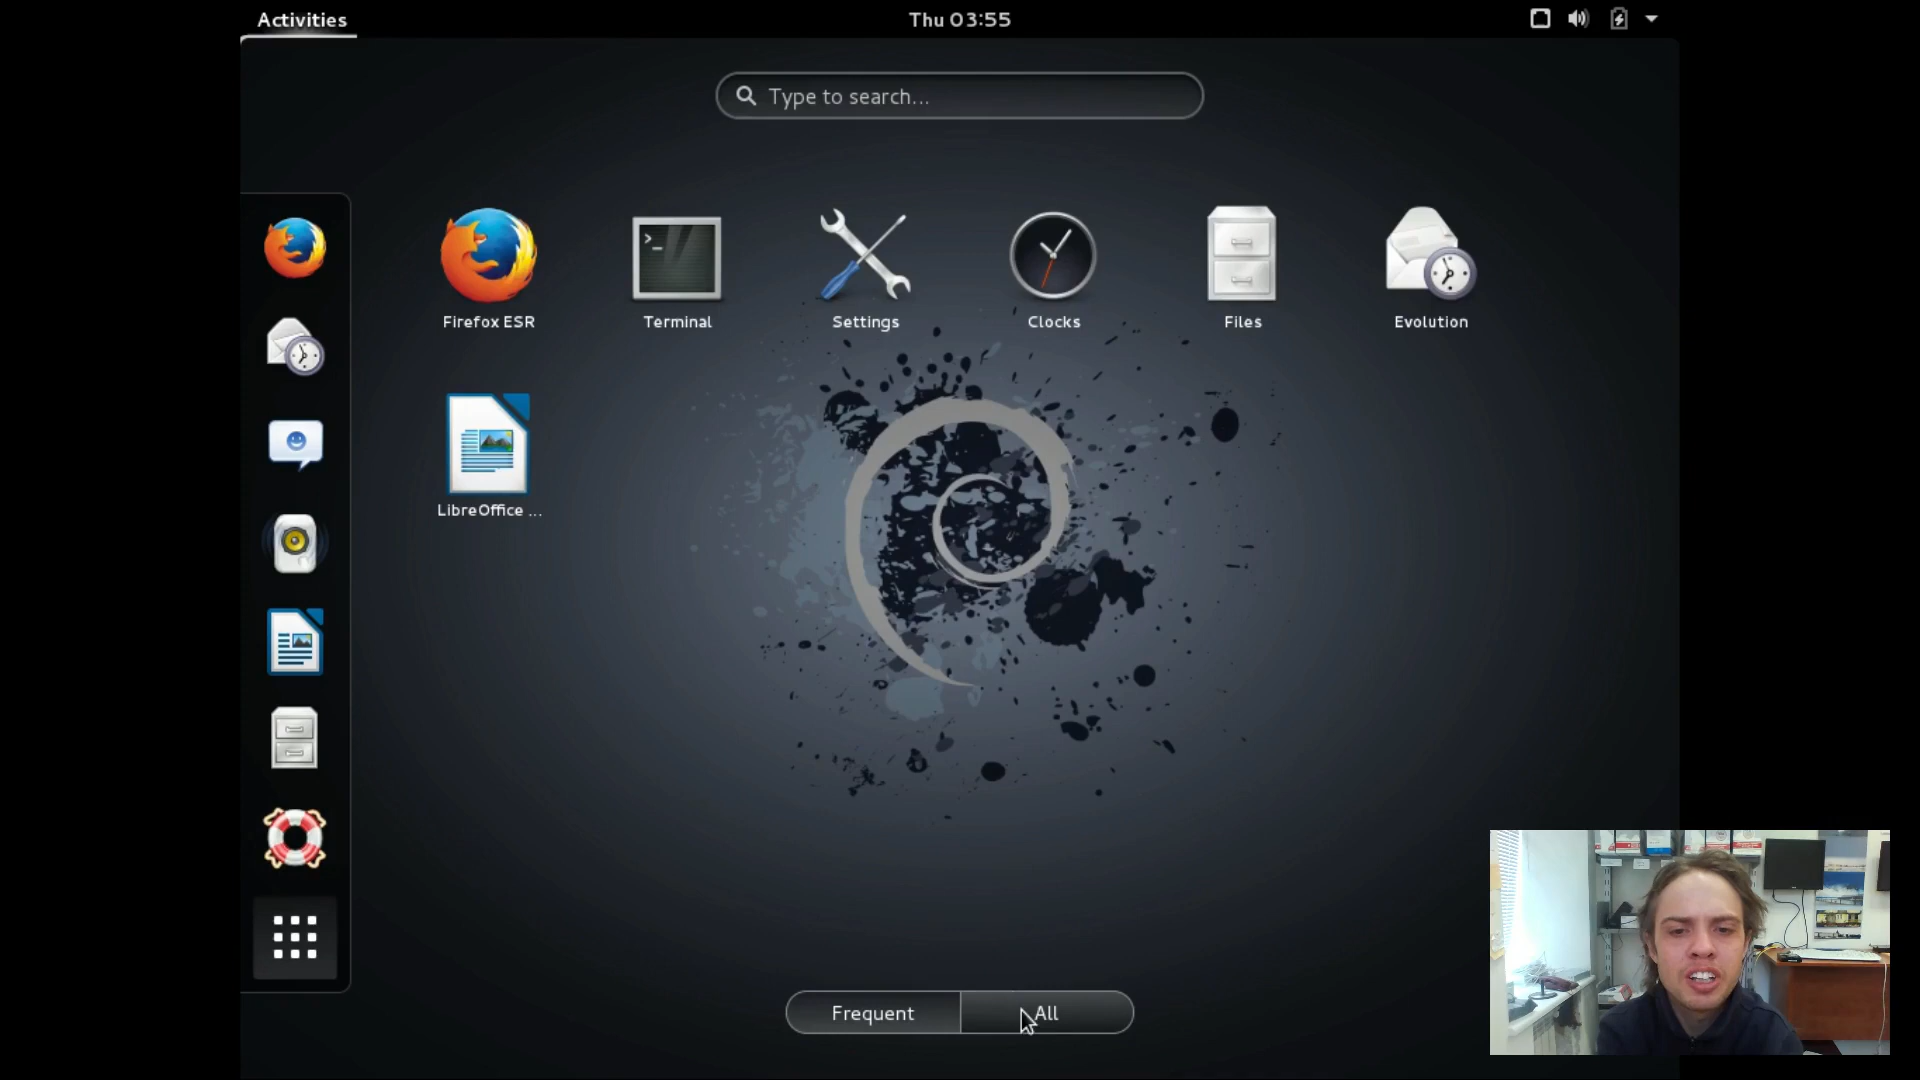 Activities
Thu 03:55
Type to search...
Firefox ESR
Terminal
Settings
Clocks
Files
Evolution
LibreOffice ...
Frequent
All